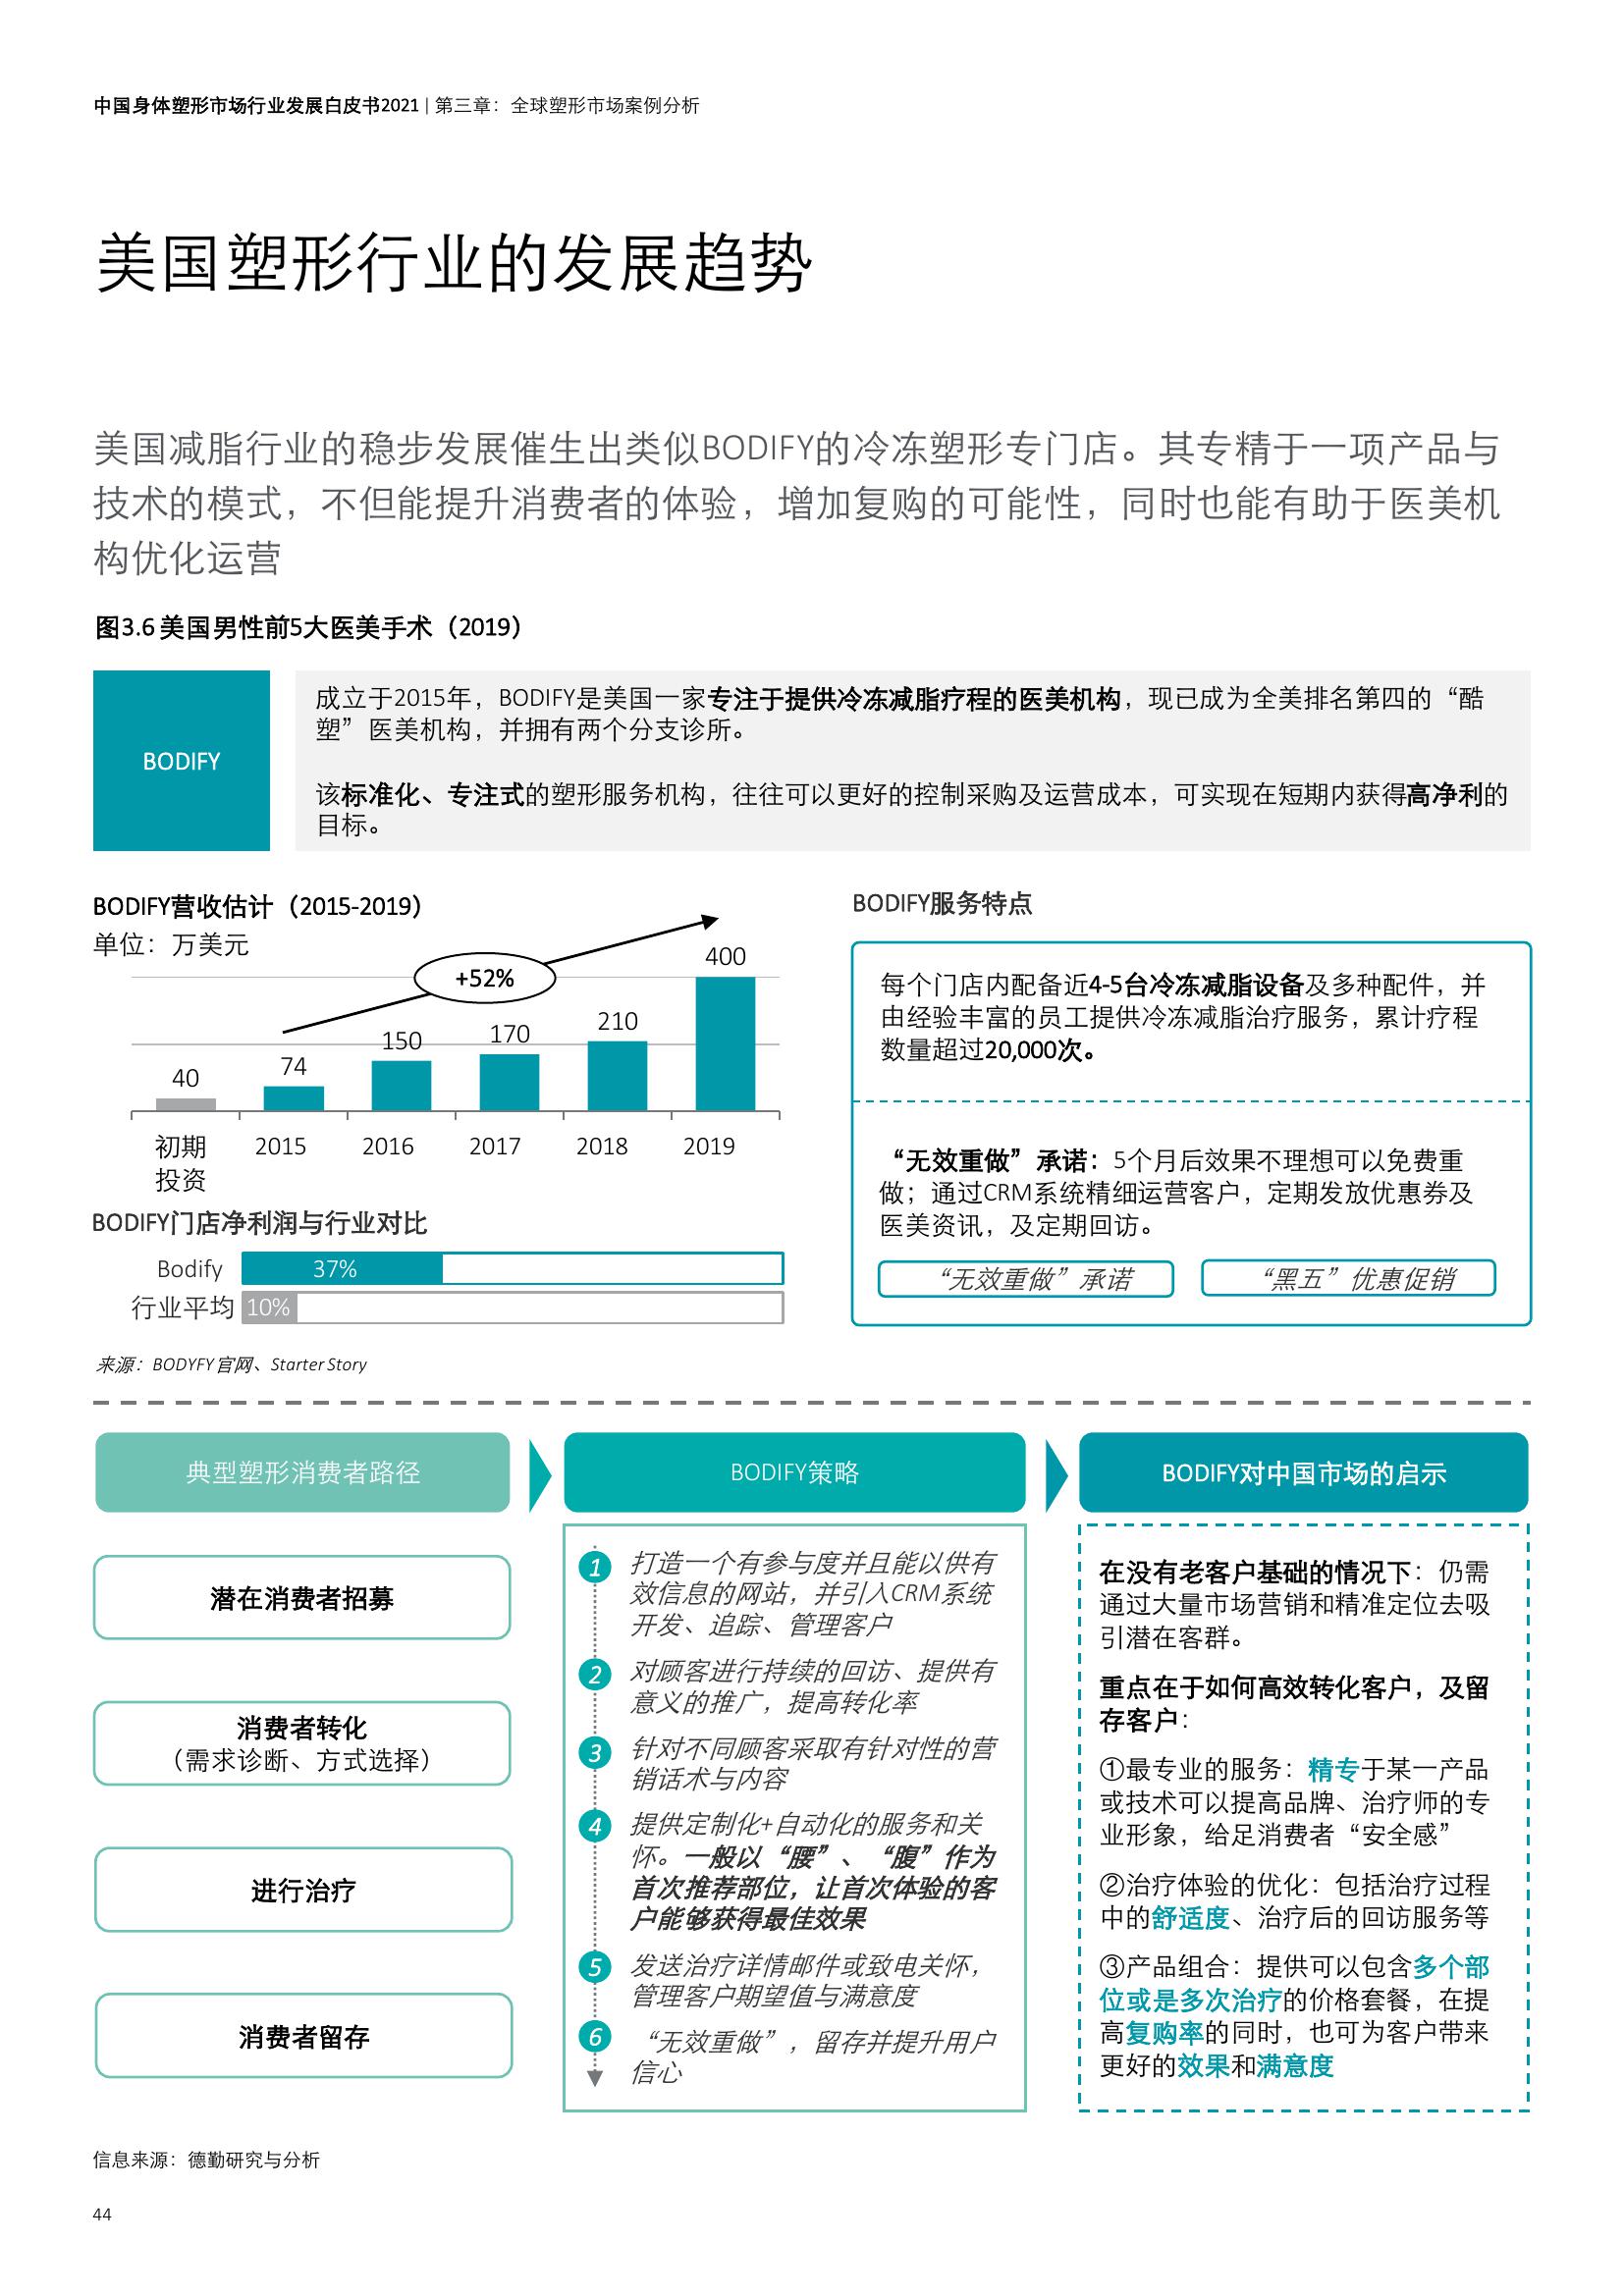 中国身体塑形市场行业发展白皮书2021 | 第三章：全球塑形市场案例分析
美国塑形行业的发展趋势
美国减脂行业的稳步发展催生出类似BODIFY的冷冻塑形专门店。其专精于一项产品与
技术的模式，不但能提升消费者的体验，增加复购的可能性，同时也能有助于医美机
构优化运营
图3.6 美国男性前5大医美手术（2019）
BODIFY
成立于2015年，BODIFY是美国一家专注于提供冷冻减脂疗程的医美机构，现已成为全美排名第四的“酷
塑”医美机构，并拥有两个分支诊所。
该标准化、专注式的塑形服务机构，往往可以更好的控制采购及运营成本，可实现在短期内获得高净利的
目标。
BODIFY营收估计（2015-2019）
单位：万美元
+52%
40
74
150
170
210
400
初期
投资
2015
2016
2017
2018
2019
BODIFY门店净利润与行业对比
Bodify
37%
行业平均
10%
来源：BODYFY官网、Starter Story
BODIFY服务特点
每个门店内配备近4-5台冷冻减脂设备及多种配件，并
由经验丰富的员工提供冷冻减脂治疗服务，累计疗程
数量超过20,000次。
“无效重做”承诺：5个月后效果不理想可以免费重
做；通过CRM系统精细运营客户，定期发放优惠券及
医美资讯，及定期回访。
“无效重做”承诺
“黑五”优惠促销
典型塑形消费者路径
潜在消费者招募
消费者转化
（需求诊断、方式选择）
进行治疗
消费者留存
BODIFY策略
1
打造一个有参与度并且能以供有
效信息的网站，并引入CRM系统
开发、追踪、管理客户
2
对顾客进行持续的回访、提供有
意义的推广，提高转化率
3
针对不同顾客采取有针对性的营
销话术与内容
4
提供定制化+自动化的服务和关
怀。一般以“腰”、“腹”作为
首次推荐部位，让首次体验的客
户能够获得最佳效果
5
发送治疗详情邮件或致电关怀，
管理客户期望值与满意度
6
“无效重做”，留存并提升用户
信心
BODIFY对中国市场的启示
在没有老客户基础的情况下：仍需
通过大量市场营销和精准定位去吸
引潜在客群。
重点在于如何高效转化客户，及留
存客户：
①最专业的服务：精专于某一产品
或技术可以提高品牌、治疗师的专
业形象，给足消费者“安全感”
②治疗体验的优化：包括治疗过程
中的舒适度、治疗后的回访服务等
③产品组合：提供可以包含多个部
位或是多次治疗的价格套餐，在提
高复购率的同时，也可为客户带来
更好的效果和满意度
信息来源：德勤研究与分析
44